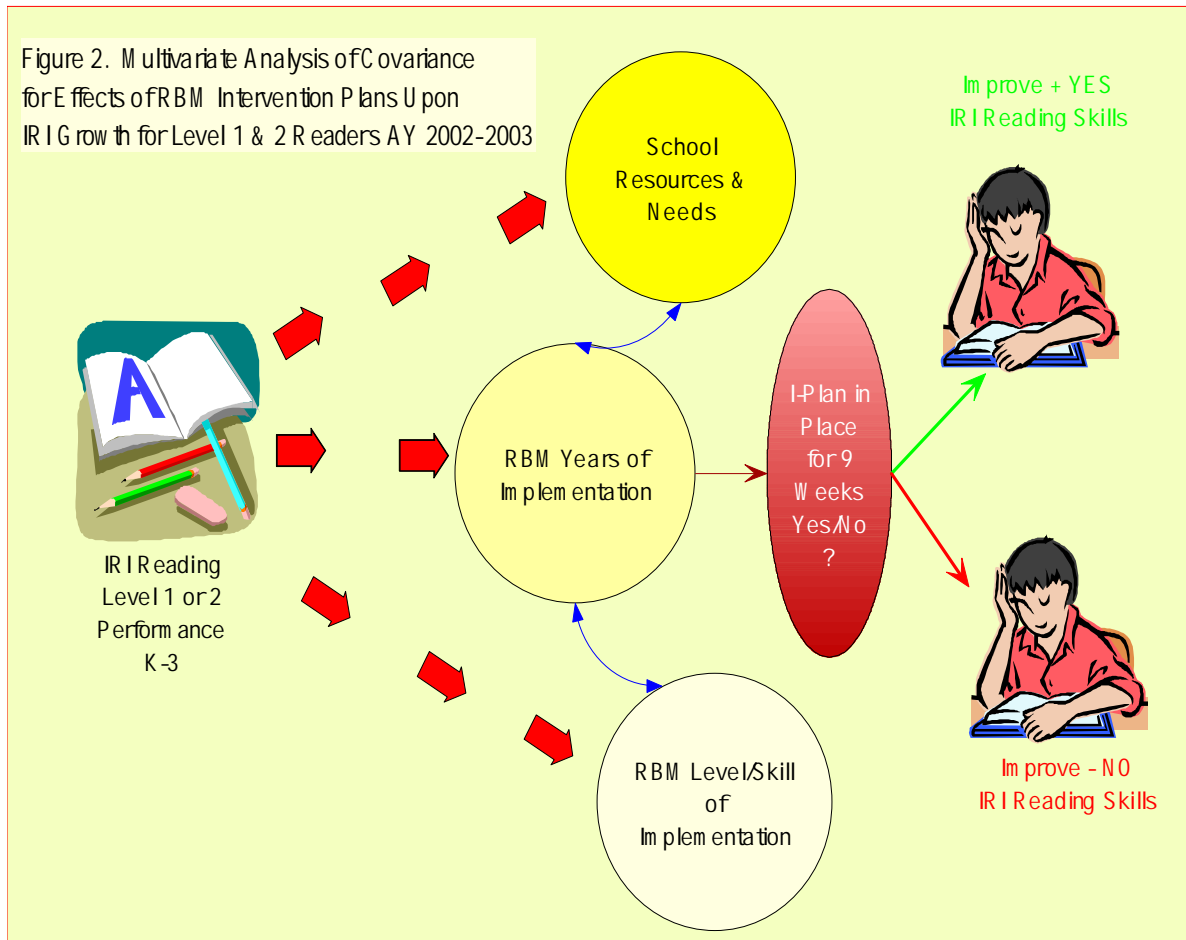 Figure 2. Multivariate Analysis of Covariance
for Effects of RBM Intervention Plans Upon
IRI Growth for Level 1 & 2 Readers AY 2002-2003
School
Resources &
Needs
Improve + YES
IRI Reading Skills
A
IRI Reading
Level 1 or 2
Performance
K-3
RBM Years of
Implementation
I-Plan in
Place
for 9
Weeks
Yes/No
?
RBM Level/Skill
of
Implementation
Improve - NO
IRI Reading Skills